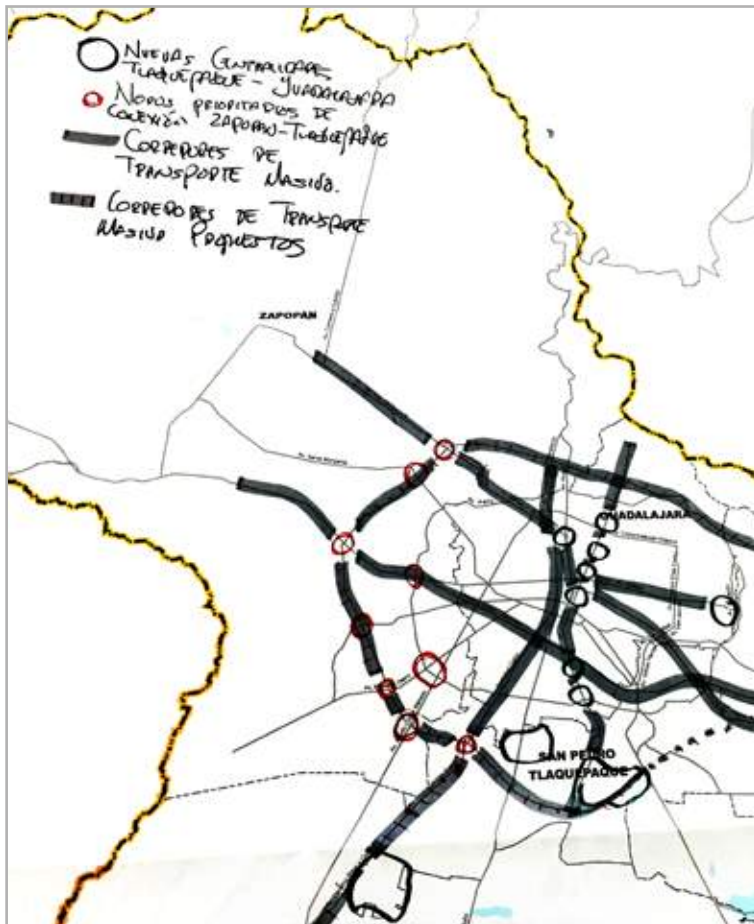 NUEVAS CENTRALIDADES
TLAQUEPAQUE - GUADALAJARA
NODOS PRIORITARIOS DE
CONEXIÓN ZAPOPAN-TLAQUEPAQUE
CORREDORES DE
TRANSPORTE MASIVO.
CORREDORES DE TRANSPORTE
MASIVO PROPUESTOS
ZAPOPAN
GUADALAJARA
SAN PEDRO
TLAQUEPAQUE